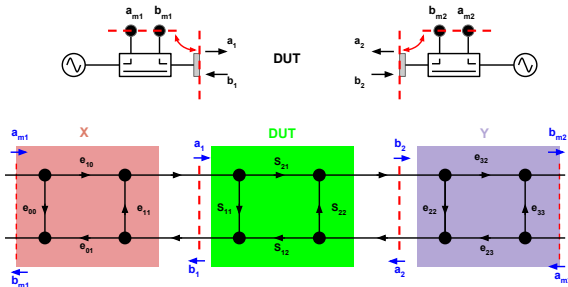 a_m1 b_m1 b_m2 a_m2
a_1 a_2
DUT
b_1 b_2
X DUT Y
a_m1 a_1 b_2 b_m2
e_10 S_21 e_32
e_00 e_11 S_11 S_22 e_22 e_33
e_01 S_12 e_23
b_m1 b_1 a_2 a_m